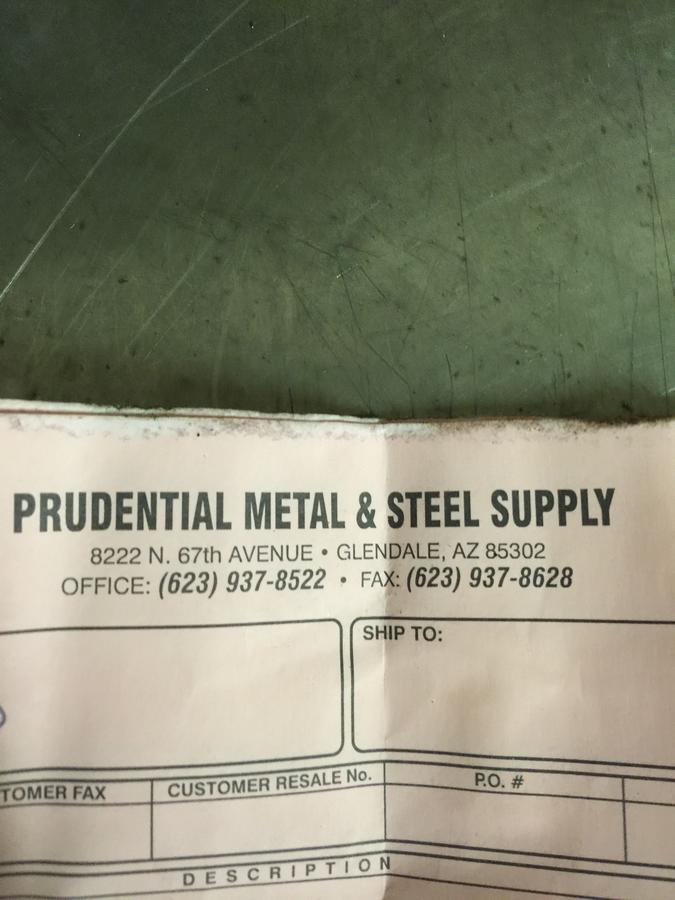 PRUDENTIAL METAL & STEEL SUPPLY
8222 N. 67th AVENUE • GLENDALE, AZ 85302
OFFICE: (623) 937-8522 • FAX: (623) 937-8628
SHIP TO:
TOMER FAX
CUSTOMER RESALE No.
P.O. #
DESCRIPTION